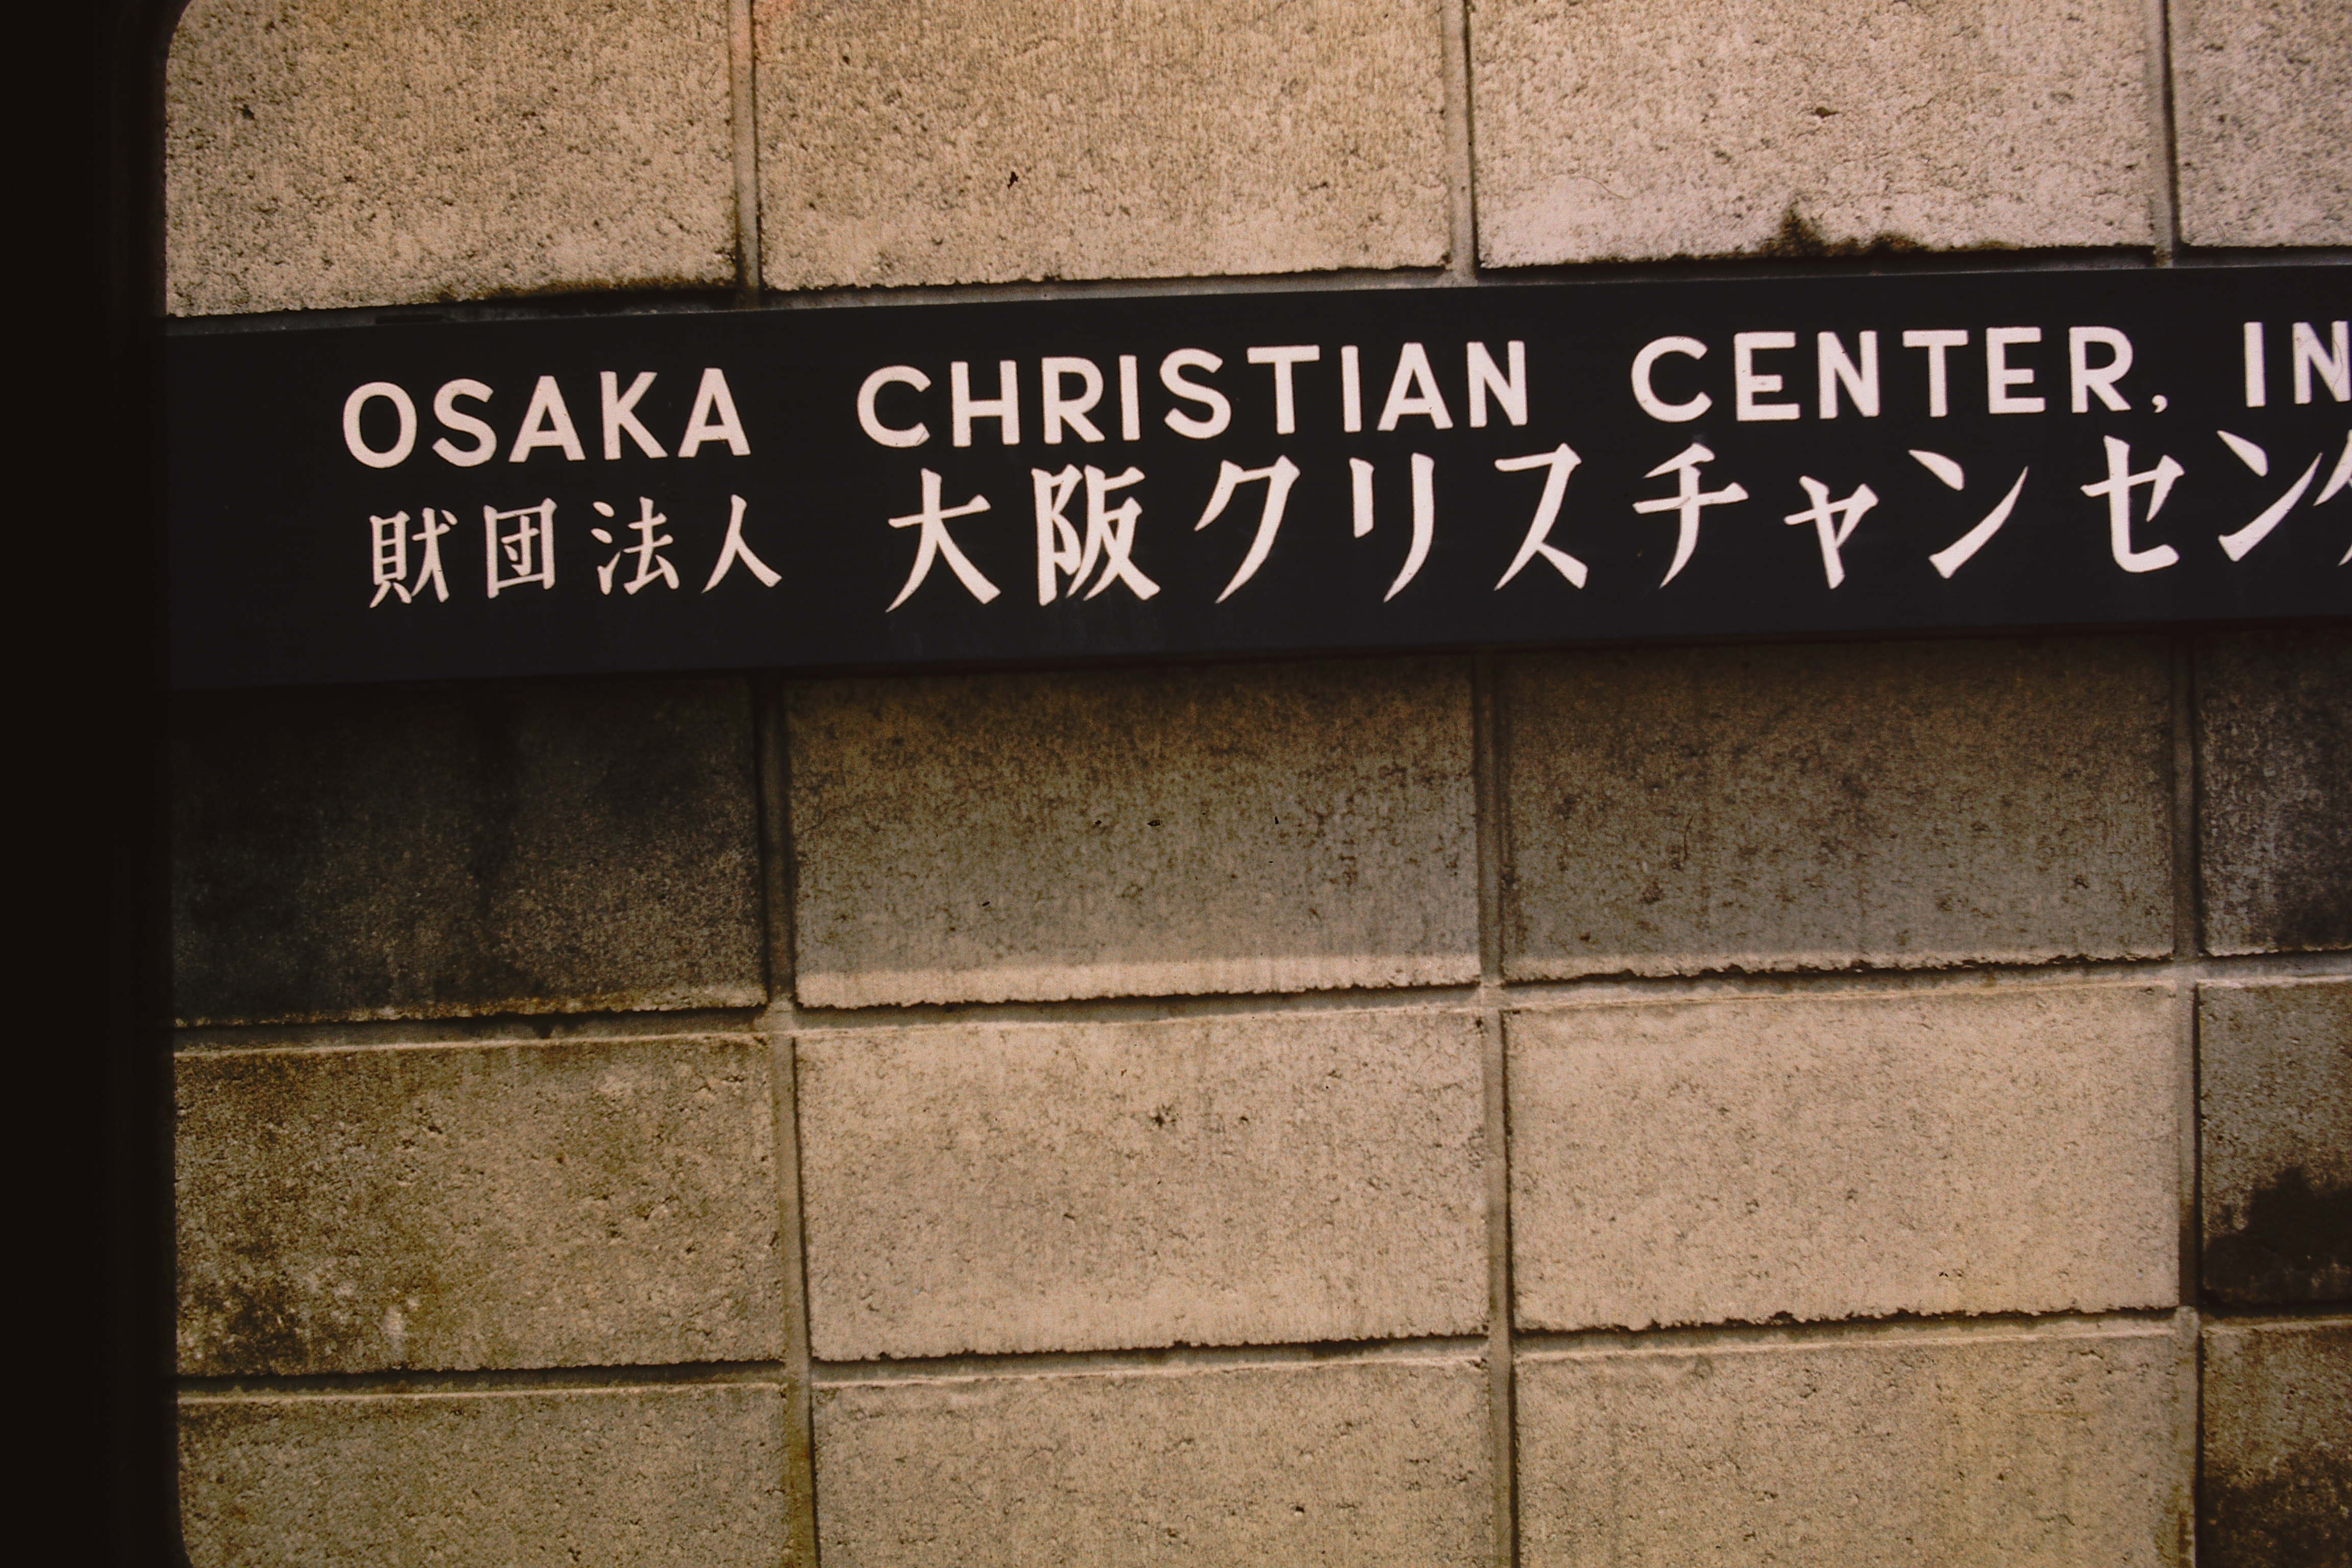 OSAKA CHRISTIAN CENTER, IN
財団法人 大阪クリスチャン セン